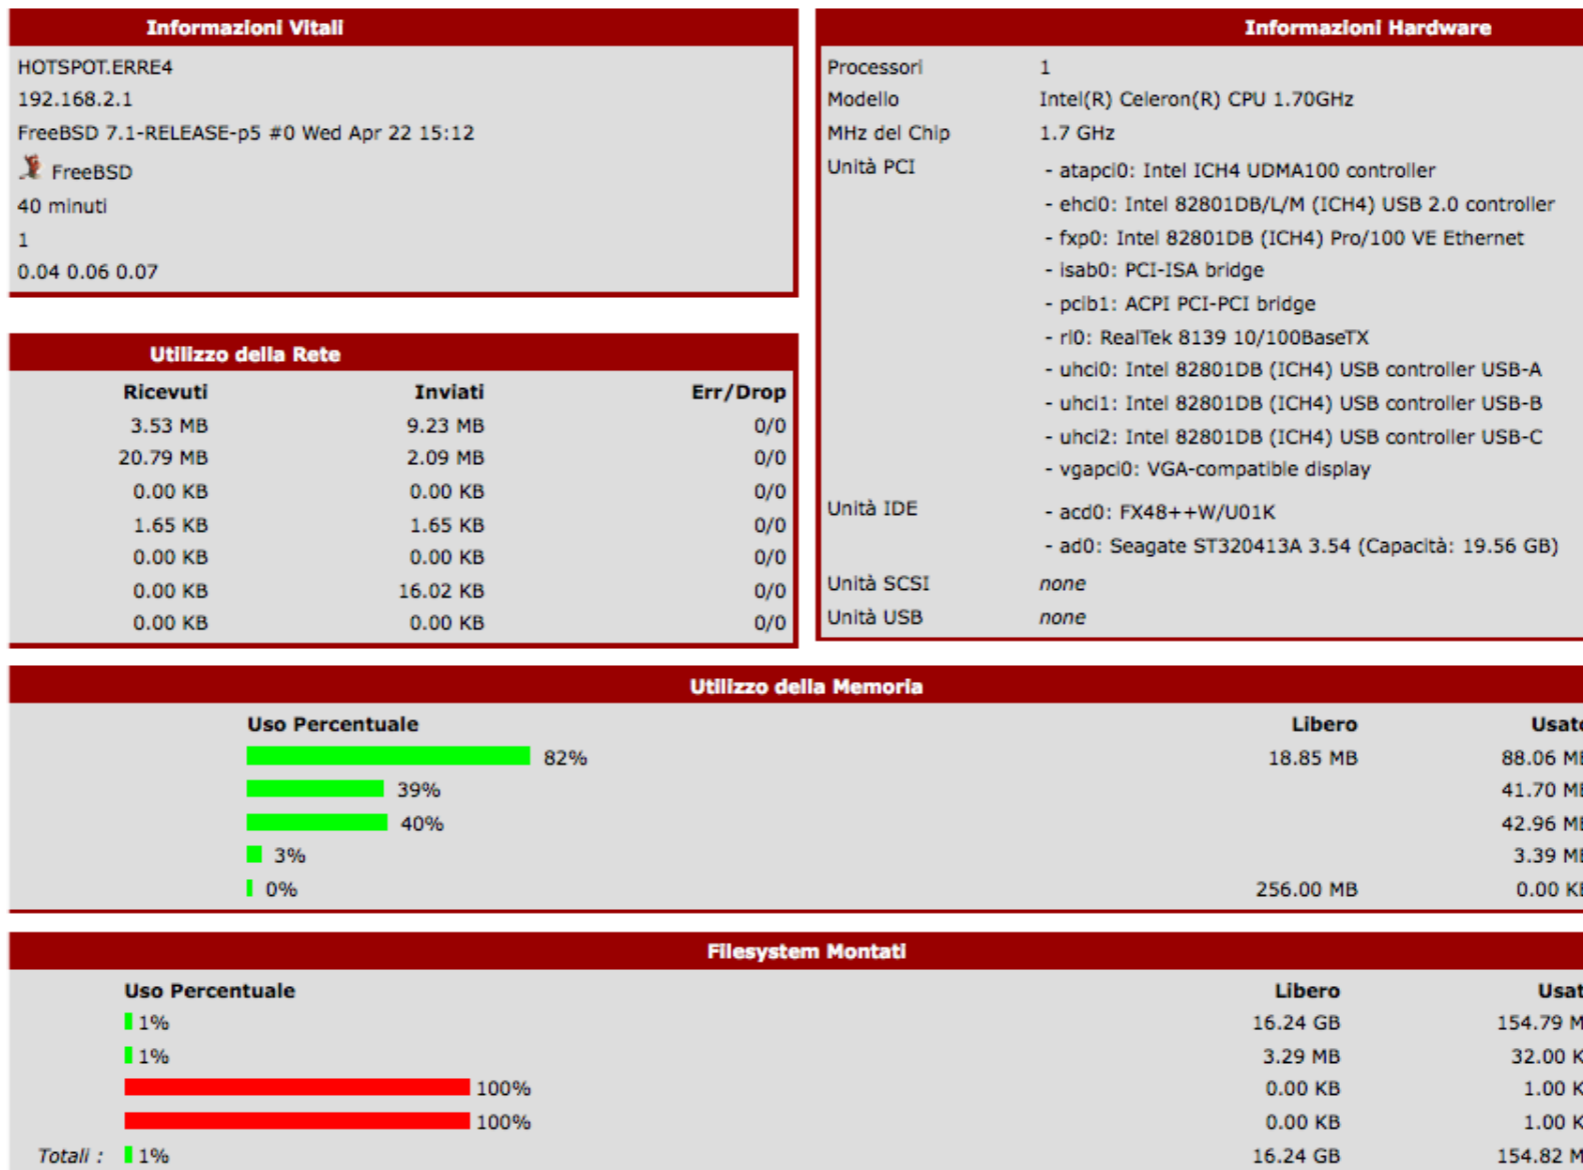 Informazioni Vitali
HOTSPOT.ERRE4
192.168.2.1
FreeBSD 7.1-RELEASE-p5 #0 Wed Apr 22 15:12
FreeBSD
40 minuti
1
0.04 0.06 0.07
Utilizzo della Rete
Ricevuti Inviati Err/Drop
3.53 MB 9.23 MB 0/0
20.79 MB 2.09 MB 0/0
0.00 KB 0.00 KB 0/0
1.65 KB 1.65 KB 0/0
0.00 KB 0.00 KB 0/0
0.00 KB 16.02 KB 0/0
0.00 KB 0.00 KB 0/0
Informazioni Hardware
Processori 1
Modello Intel(R) Celeron(R) CPU 1.70GHz
MHz del Chip 1.7 GHz
Unità PCI - atapci0: Intel ICH4 UDMA100 controller
- ehci0: Intel 82801DB/L/M (ICH4) USB 2.0 controller
- fxp0: Intel 82801DB (ICH4) Pro/100 VE Ethernet
- isab0: PCI-ISA bridge
- pcib1: ACPI PCI-PCI bridge
- rl0: RealTek 8139 10/100BaseTX
- uhci0: Intel 82801DB (ICH4) USB controller USB-A
- uhci1: Intel 82801DB (ICH4) USB controller USB-B
- uhci2: Intel 82801DB (ICH4) USB controller USB-C
- vgapci0: VGA-compatible display
Unità IDE - acd0: FX48++W/U01K
- ad0: Seagate ST320413A 3.54 (Capacità: 19.56 GB)
Unità SCSI none
Unità USB none
Utilizzo della Memoria
Uso Percentuale Libero Usato
82% 18.85 MB 88.06 MB
39% 41.70 MB
40% 42.96 MB
3% 3.39 MB
0% 256.00 MB 0.00 KB
Filesystem Montati
Uso Percentuale Libero Usat
1% 16.24 GB 154.79 M
1% 3.29 MB 32.00 K
100% 0.00 KB 1.00 K
100% 0.00 KB 1.00 K
Totali : 1% 16.24 GB 154.82 M